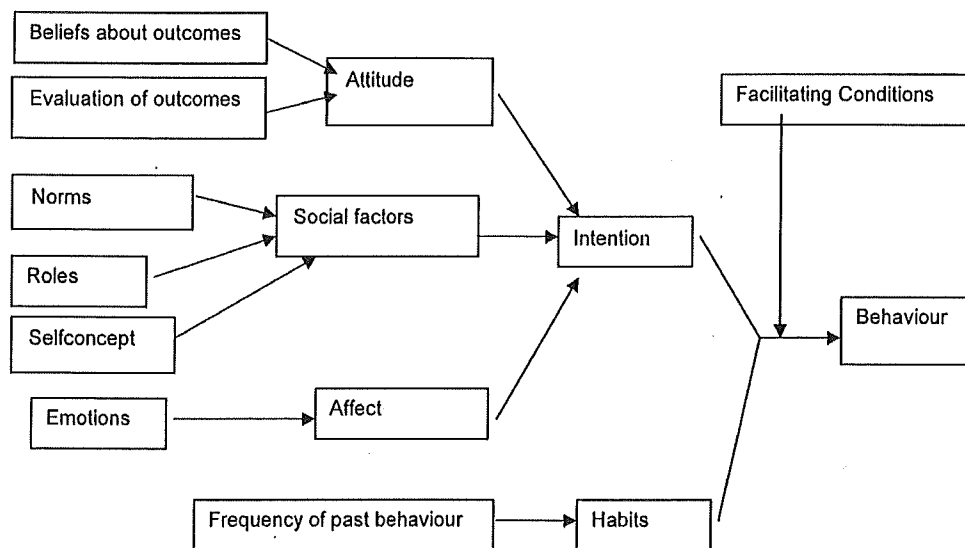 Beliefs about outcomes
Evaluation of outcomes
Attitude
Facilitating Conditions
Norms
Roles
Selfconcept
Social factors
Intention
Behaviour
Emotions
Affect
Frequency of past behaviour
Habits